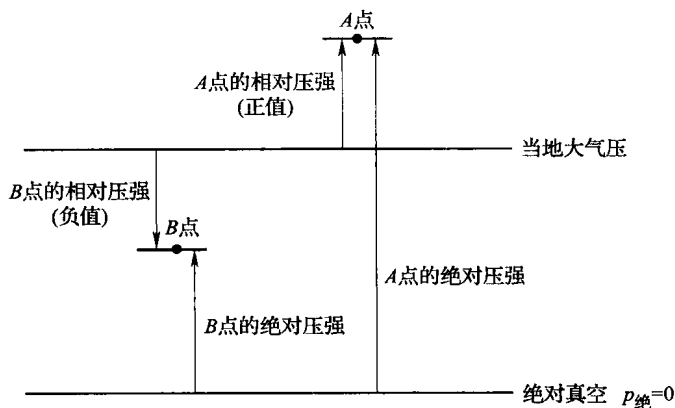 A点
A点的相对压强
(正值)
当地大气压
B点的相对压强
(负值)
B点
A点的绝对压强
B点的绝对压强
绝对真空 p绝=0